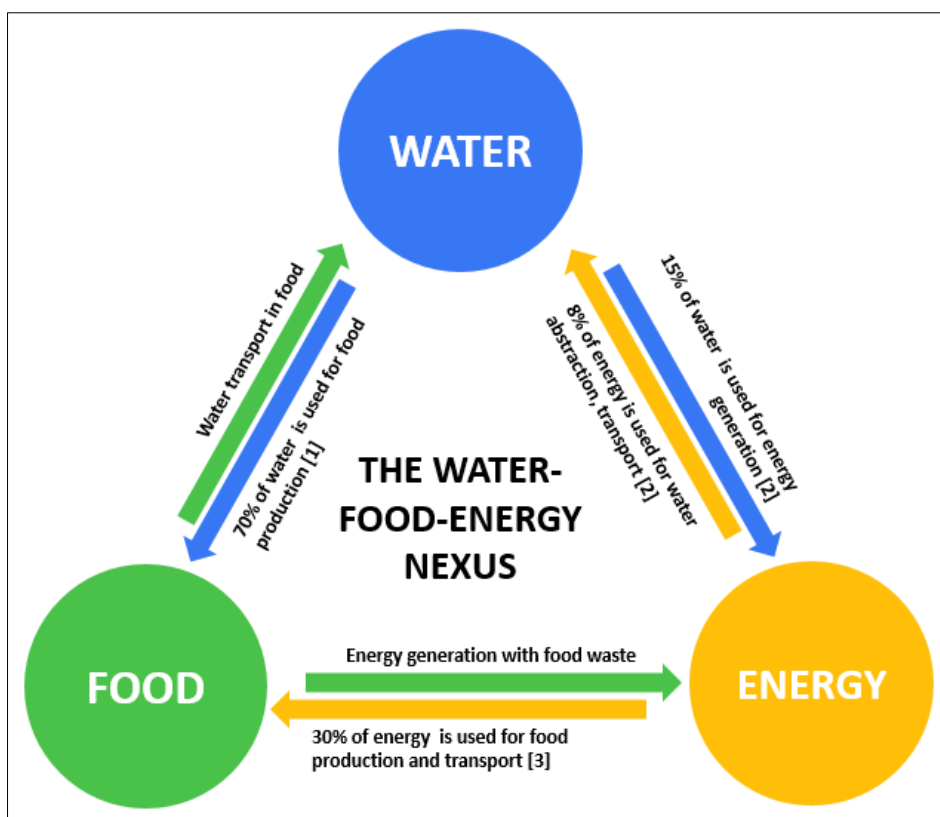 WATER
Water transport in food
70% of water is used for food
production [1]
8% of energy is used for water
abstraction, transport [2]
15% of water is used for energy
generation [2]
THE WATER-
FOOD-ENERGY
NEXUS
FOOD
Energy generation with food waste
30% of energy is used for food
production and transport [3]
ENERGY